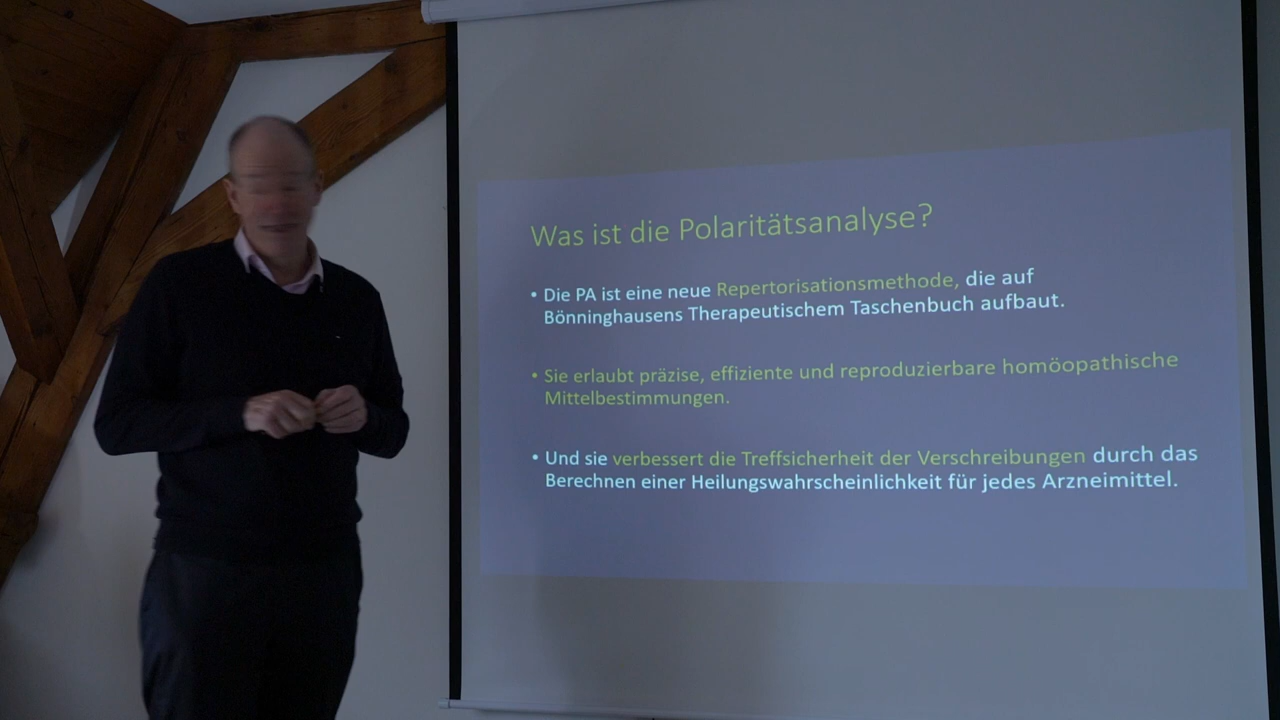 Was ist die Polaritätsanalyse?
• Die PA ist eine neue Repertorisationsmethode, die auf
Bönninghausens Therapeutischem Taschenbuch aufbaut.
• Sie erlaubt präzise, effiziente und reproduzierbare homöopathische
Mittelbestimmungen.
• Und sie verbessert die Treffsicherheit der Verschreibungen durch das
Berechnen einer Heilungswahrscheinlichkeit für jedes Arzneimittel.